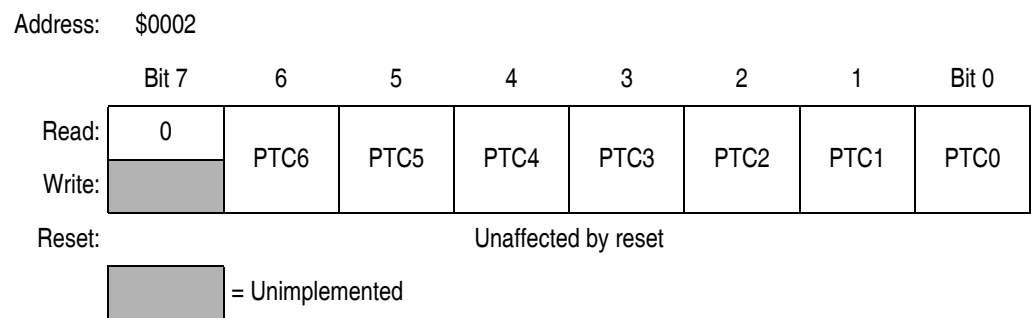 Address: $0002
Bit 7 6 5 4 3 2 1 Bit 0
Read: 0
PTC6 PTC5 PTC4 PTC3 PTC2 PTC1 PTC0
Write:
Reset: Unaffected by reset
= Unimplemented